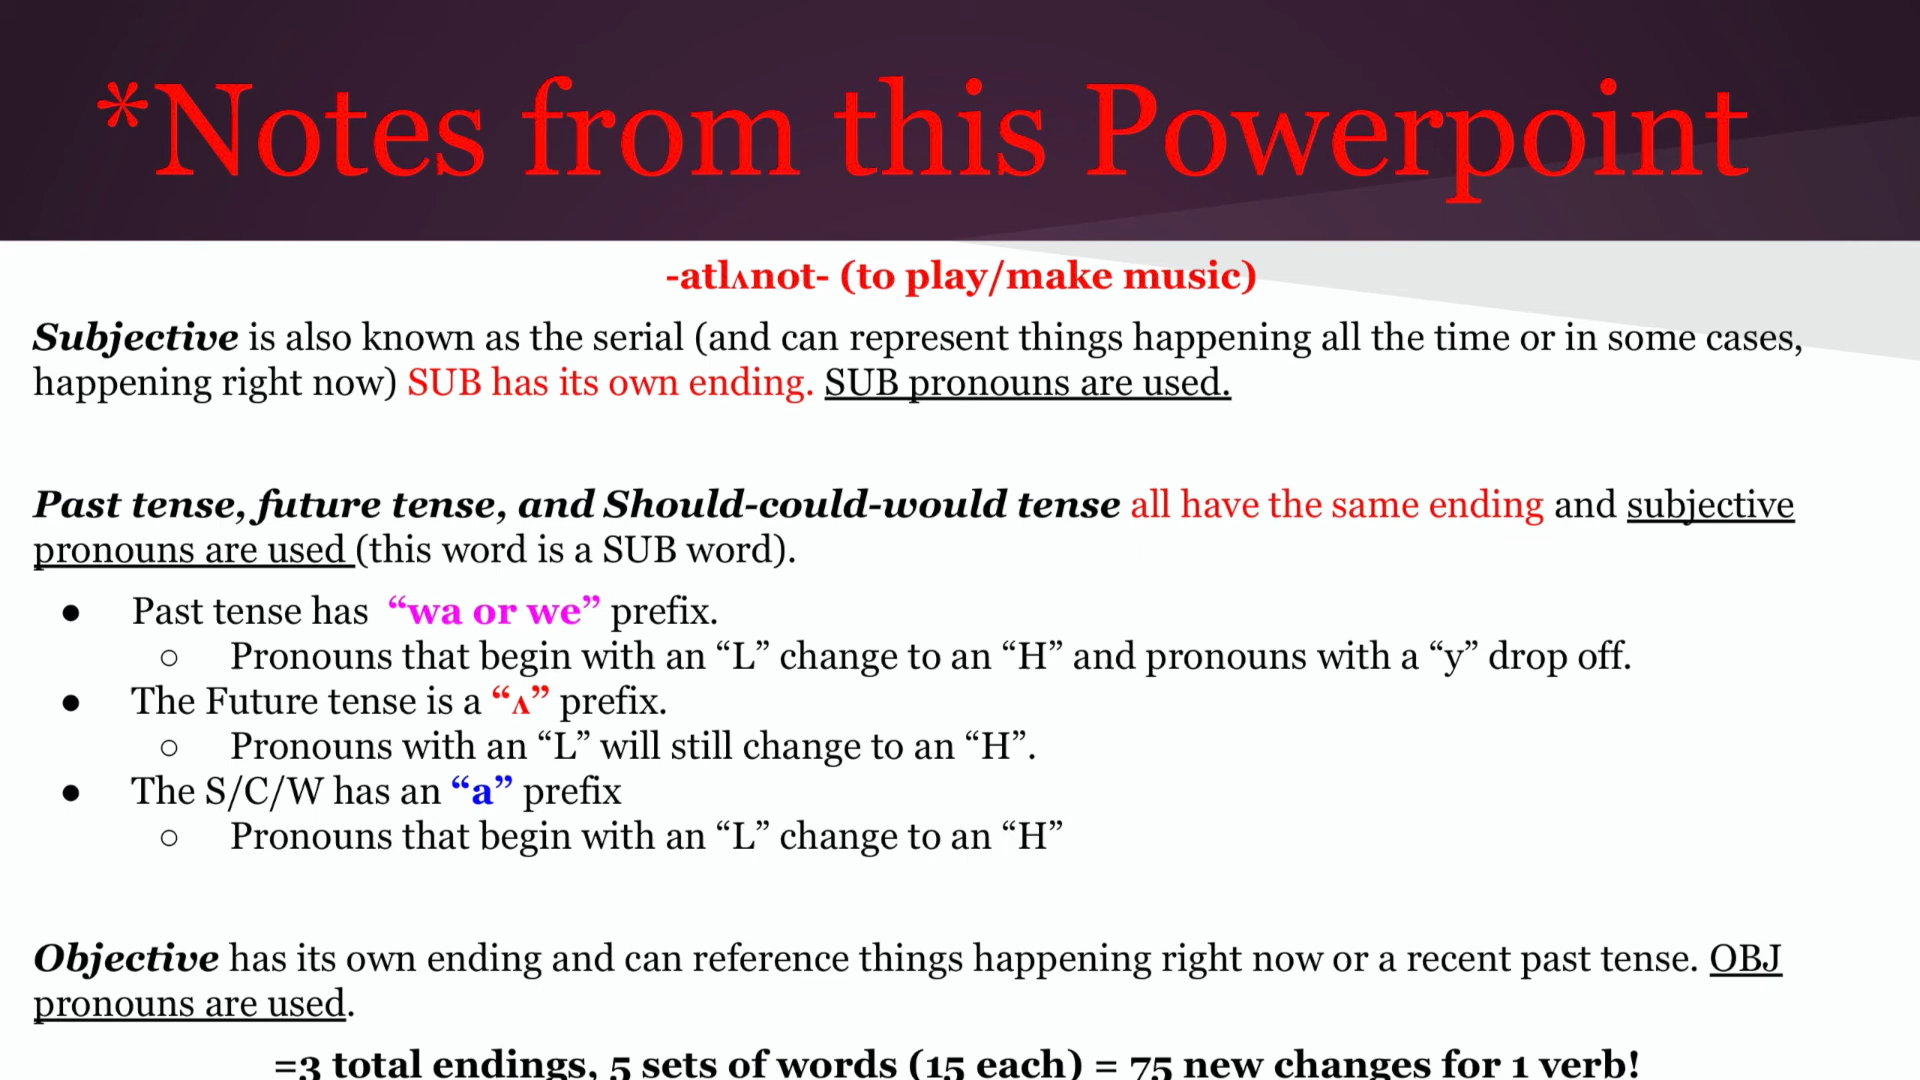 *Notes from this Powerpoint
-atlʌnot- (to play/make music)
Subjective is also known as the serial (and can represent things happening all the time or in some cases,
happening right now) SUB has its own ending. SUB pronouns are used.
Past tense, future tense, and Should-could-would tense all have the same ending and subjective
pronouns are used (this word is a SUB word).
● Past tense has “wa or we” prefix.
○ Pronouns that begin with an “L” change to an “H” and pronouns with a “y” drop off.
● The Future tense is a “ʌ” prefix.
○ Pronouns with an “L” will still change to an “H”.
● The S/C/W has an “a” prefix
○ Pronouns that begin with an “L” change to an “H”
Objective has its own ending and can reference things happening right now or a recent past tense. OBJ
pronouns are used.
=3 total endings, 5 sets of words (15 each) = 75 new changes for 1 verb!